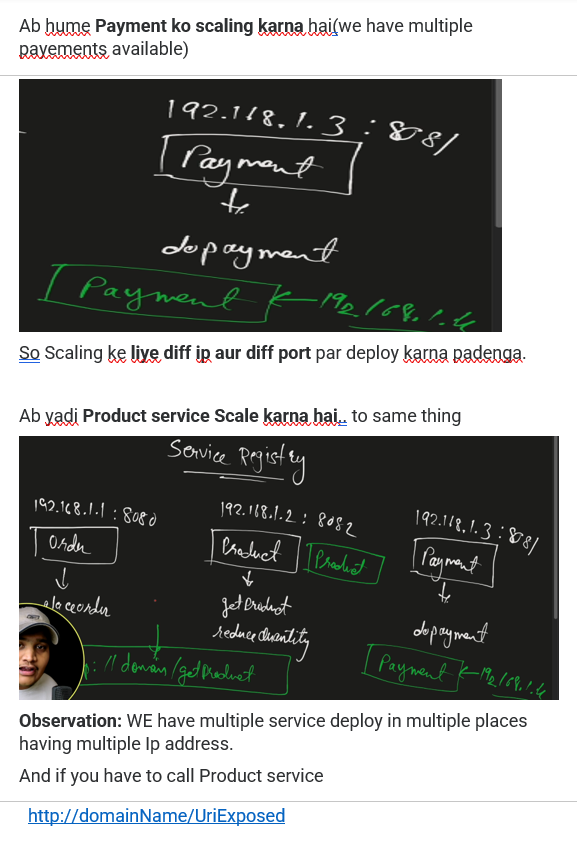 Ab hume Payment ko scaling karna hai(we have multiple
payements available)
192.168.1.3 : 8081
Payment
dopayment
Payment ← 192.168.1.4
So Scaling ke liye diff ip aur diff port par deploy karna padenga.
Ab yadi Product service Scale karna hai,. to same thing
Service Registry
192.168.1.1 : 8080
192.168.1.2 : 8082
192.168.1.3 : 8081
Order
Product
Product
Payment
placeorder
getProduct
reduceQuantity
dopayment
p: // domain/getProduct
Payment ← 192.168.1.4
Observation: WE have multiple service deploy in multiple places
having multiple Ip address.
And if you have to call Product service
http://domainName/UriExposed